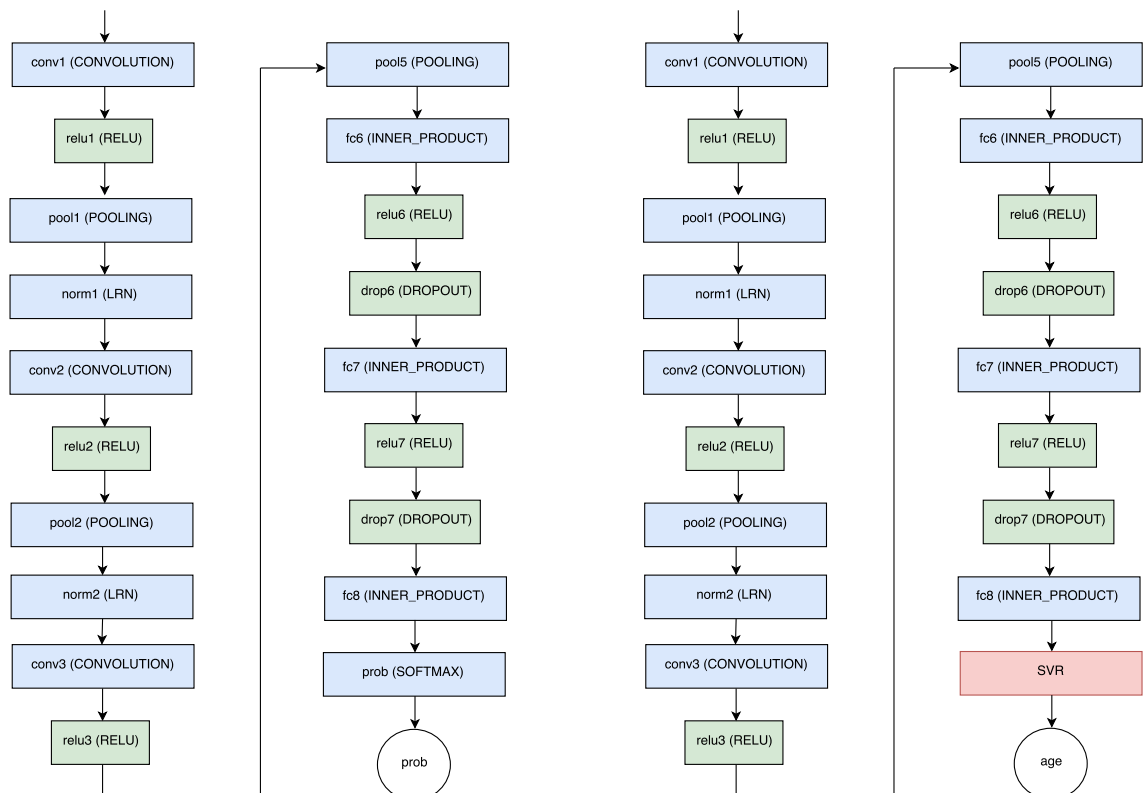 conv1 (CONVOLUTION)
relu1 (RELU)
pool1 (POOLING)
norm1 (LRN)
conv2 (CONVOLUTION)
relu2 (RELU)
pool2 (POOLING)
norm2 (LRN)
conv3 (CONVOLUTION)
relu3 (RELU)
pool5 (POOLING)
fc6 (INNER_PRODUCT)
relu6 (RELU)
drop6 (DROPOUT)
fc7 (INNER_PRODUCT)
relu7 (RELU)
drop7 (DROPOUT)
fc8 (INNER_PRODUCT)
prob (SOFTMAX)
prob
conv1 (CONVOLUTION)
relu1 (RELU)
pool1 (POOLING)
norm1 (LRN)
conv2 (CONVOLUTION)
relu2 (RELU)
pool2 (POOLING)
norm2 (LRN)
conv3 (CONVOLUTION)
relu3 (RELU)
pool5 (POOLING)
fc6 (INNER_PRODUCT)
relu6 (RELU)
drop6 (DROPOUT)
fc7 (INNER_PRODUCT)
relu7 (RELU)
drop7 (DROPOUT)
fc8 (INNER_PRODUCT)
SVR
age